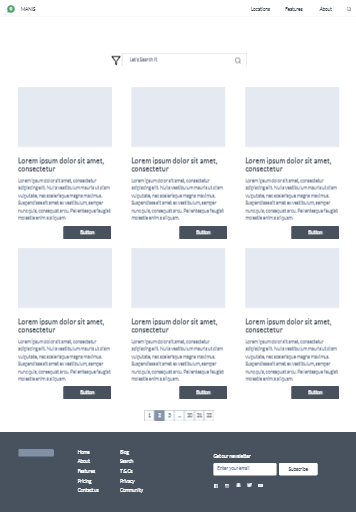 MANIS
Locations Features About
Let's Search It
Lorem ipsum dolor sit amet,
consectetur
Lorem ipsum dolor sit amet, consectetur
adipiscing elit. Nulla vestibulum mauris ut diam
vulputate, nec scelerisque magna maximus.
Suspendisse sit amet ex vestibulum, semper
nunc quis, consequat arcu. Pellentesque feugiat
molestie enim a aliquam.
Button
Lorem ipsum dolor sit amet,
consectetur
Lorem ipsum dolor sit amet, consectetur
adipiscing elit. Nulla vestibulum mauris ut diam
vulputate, nec scelerisque magna maximus.
Suspendisse sit amet ex vestibulum, semper
nunc quis, consequat arcu. Pellentesque feugiat
molestie enim a aliquam.
Button
Lorem ipsum dolor sit amet,
consectetur
Lorem ipsum dolor sit amet, consectetur
adipiscing elit. Nulla vestibulum mauris ut diam
vulputate, nec scelerisque magna maximus.
Suspendisse sit amet ex vestibulum, semper
nunc quis, consequat arcu. Pellentesque feugiat
molestie enim a aliquam.
Button
Lorem ipsum dolor sit amet,
consectetur
Lorem ipsum dolor sit amet, consectetur
adipiscing elit. Nulla vestibulum mauris ut diam
vulputate, nec scelerisque magna maximus.
Suspendisse sit amet ex vestibulum, semper
nunc quis, consequat arcu. Pellentesque feugiat
molestie enim a aliquam.
Button
Lorem ipsum dolor sit amet,
consectetur
Lorem ipsum dolor sit amet, consectetur
adipiscing elit. Nulla vestibulum mauris ut diam
vulputate, nec scelerisque magna maximus.
Suspendisse sit amet ex vestibulum, semper
nunc quis, consequat arcu. Pellentesque feugiat
molestie enim a aliquam.
Button
Lorem ipsum dolor sit amet,
consectetur
Lorem ipsum dolor sit amet, consectetur
adipiscing elit. Nulla vestibulum mauris ut diam
vulputate, nec scelerisque magna maximus.
Suspendisse sit amet ex vestibulum, semper
nunc quis, consequat arcu. Pellentesque feugiat
molestie enim a aliquam.
Button
1 2 3 ... 20 21 22
Home
About
Features
Pricing
Contact us
Blog
Search
T & Cs
Privacy
Community
Get our newsletter
Enter your email Subscribe